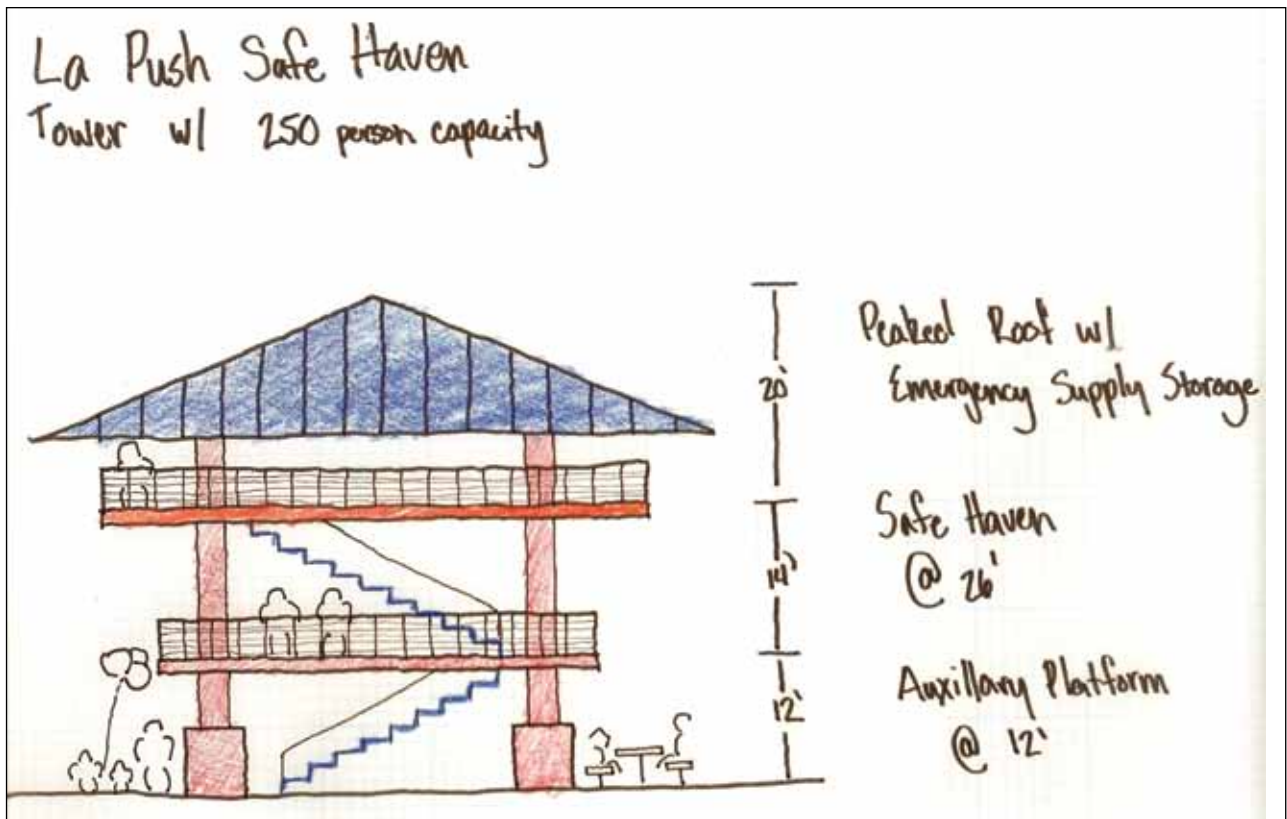 La Push Safe Haven
Tower w/ 250 person capacity
20'
Peaked Roof w/
Emergency Supply Storage
14'
Safe Haven
@ 26'
12'
Auxillary Platform
@ 12'